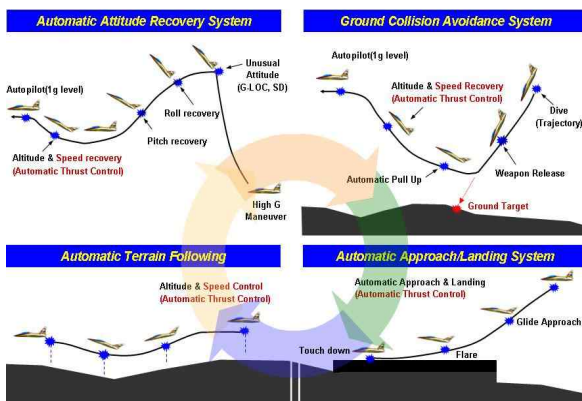 Automatic Attitude Recovery System
Autopilot(1g level)
Unusual
Attitude
(G-LOC, SD)
Roll recovery
Pitch recovery
Altitude & Speed recovery
(Automatic Thrust Control)
High G
Maneuver
Ground Collision Avoidance System
Autopilot(1g level)
Altitude & Speed Recovery
(Automatic Thrust Control)
Dive
(Trajectory)
Automatic Pull Up
Weapon Release
Ground Target
Automatic Terrain Following
Altitude & Speed Control
(Automatic Thrust Control)
Automatic Approach/Landing System
Automatic Approach & Landing
(Automatic Thrust Control)
Glide Approach
Touch down
Flare